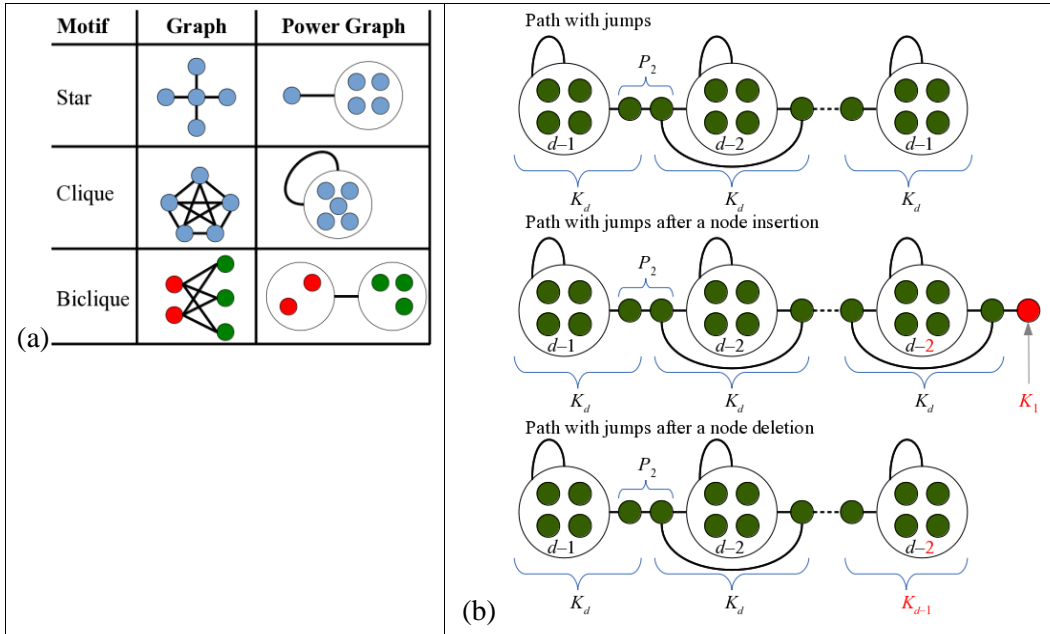 Motif Graph Power Graph
Star
Clique
Biclique
(a)
Path with jumps
P2
d–1 d–2 d–1
Kd Kd Kd
Path with jumps after a node insertion
P2
d–1 d–2 d–2
Kd Kd Kd K1
Path with jumps after a node deletion
P2
d–1 d–2 d–2
Kd Kd Kd–1
(b)